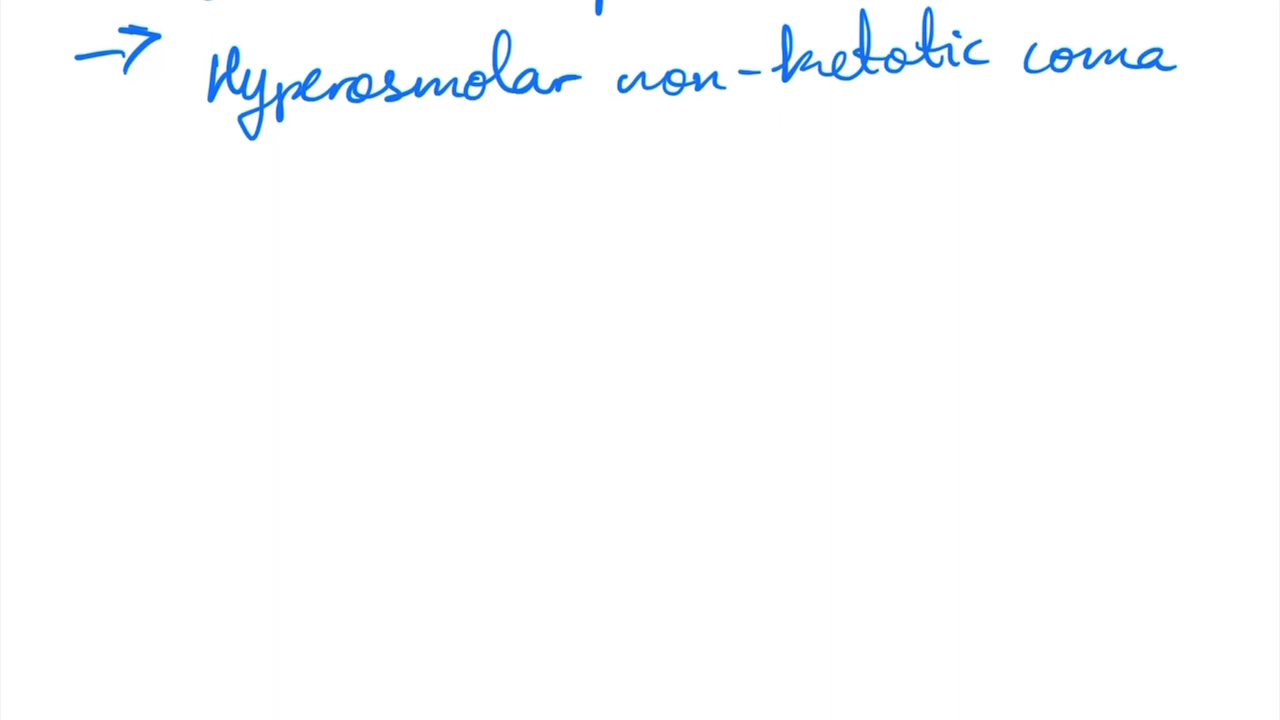 → Hyperosmolar non-ketotic coma